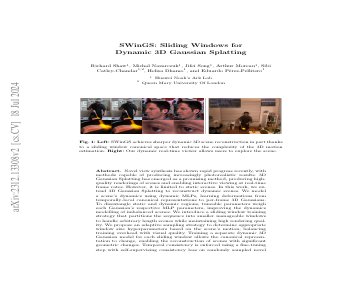 SWinGS: Sliding Windows for
Dynamic 3D Gaussian Splatting
Richard Shaw¹, Michal Nazarczuk¹, Jifei Song¹, Arthur Moreau¹, Sibi
Catley-Chandar¹,², Helisa Dhamo¹, and Eduardo Pérez-Pellitero¹
¹ Huawei Noah's Ark Lab
² Queen Mary University of London
arXiv:2312.13308v2 [cs.CV] 18 Jul 2024
Fig. 1: Left: SWinGS achieves sharper dynamic 3D scene reconstruction in part thanks
to a sliding window canonical space that reduces the complexity of the 3D motion
estimation. Right: Our dynamic real-time viewer allows users to explore the scene.
Abstract. Novel view synthesis has shown rapid progress recently, with
methods capable of producing increasingly photorealistic results. 3D
Gaussian Splatting has emerged as a promising method, producing high-
quality renderings of scenes and enabling interactive viewing at real-time
frame rates. However, it is limited to static scenes. In this work, we ex-
tend 3D Gaussian Splatting to reconstruct dynamic scenes. We model
a scene's dynamics using dynamic MLPs, learning deformations from
temporally-local canonical representations to per-frame 3D Gaussians.
To disentangle static and dynamic regions, tuneable parameters weigh
each Gaussian's respective MLP parameters, improving the dynamics
modelling of imbalanced scenes. We introduce a sliding window training
strategy that partitions the sequence into smaller manageable windows
to handle arbitrary length scenes while maintaining high rendering qual-
ity. We propose an adaptive sampling strategy to determine appropriate
window size hyperparameters based on the scene's motion, balancing
training overhead with visual quality. Training a separate dynamic 3D
Gaussian model for each sliding window allows the canonical represen-
tation to change, enabling the reconstruction of scenes with significant
geometric changes. Temporal consistency is enforced using a fine-tuning
step with self-supervising consistency loss on randomly sampled novel